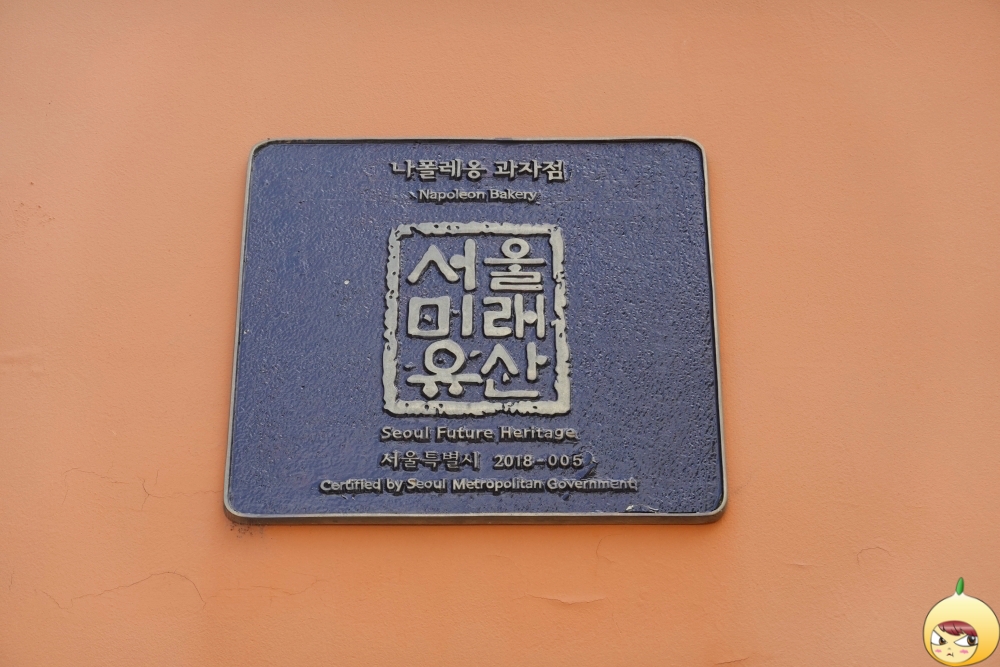 나폴레옹 과자점
Napoleon Bakery
서울
미래
유산
Seoul Future Heritage
서울특별시 2018-005
Certified by Seoul Metropolitan Government